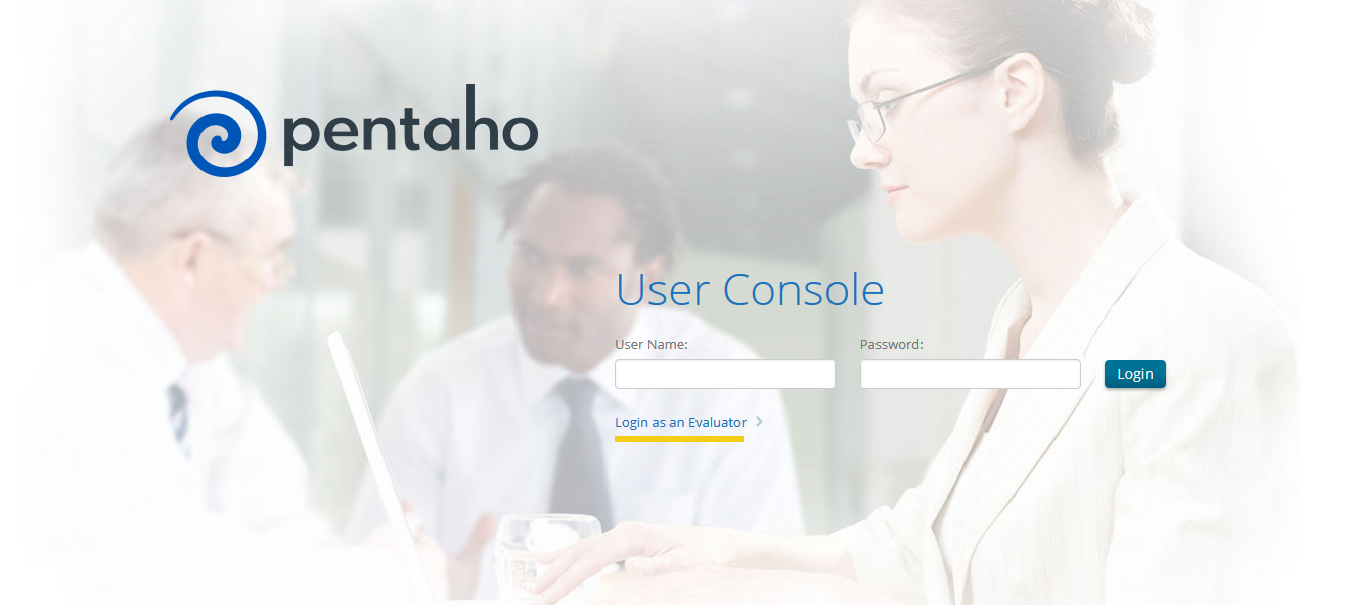 pentaho
User Console
User Name:
Password:
Login
Login as an Evaluator